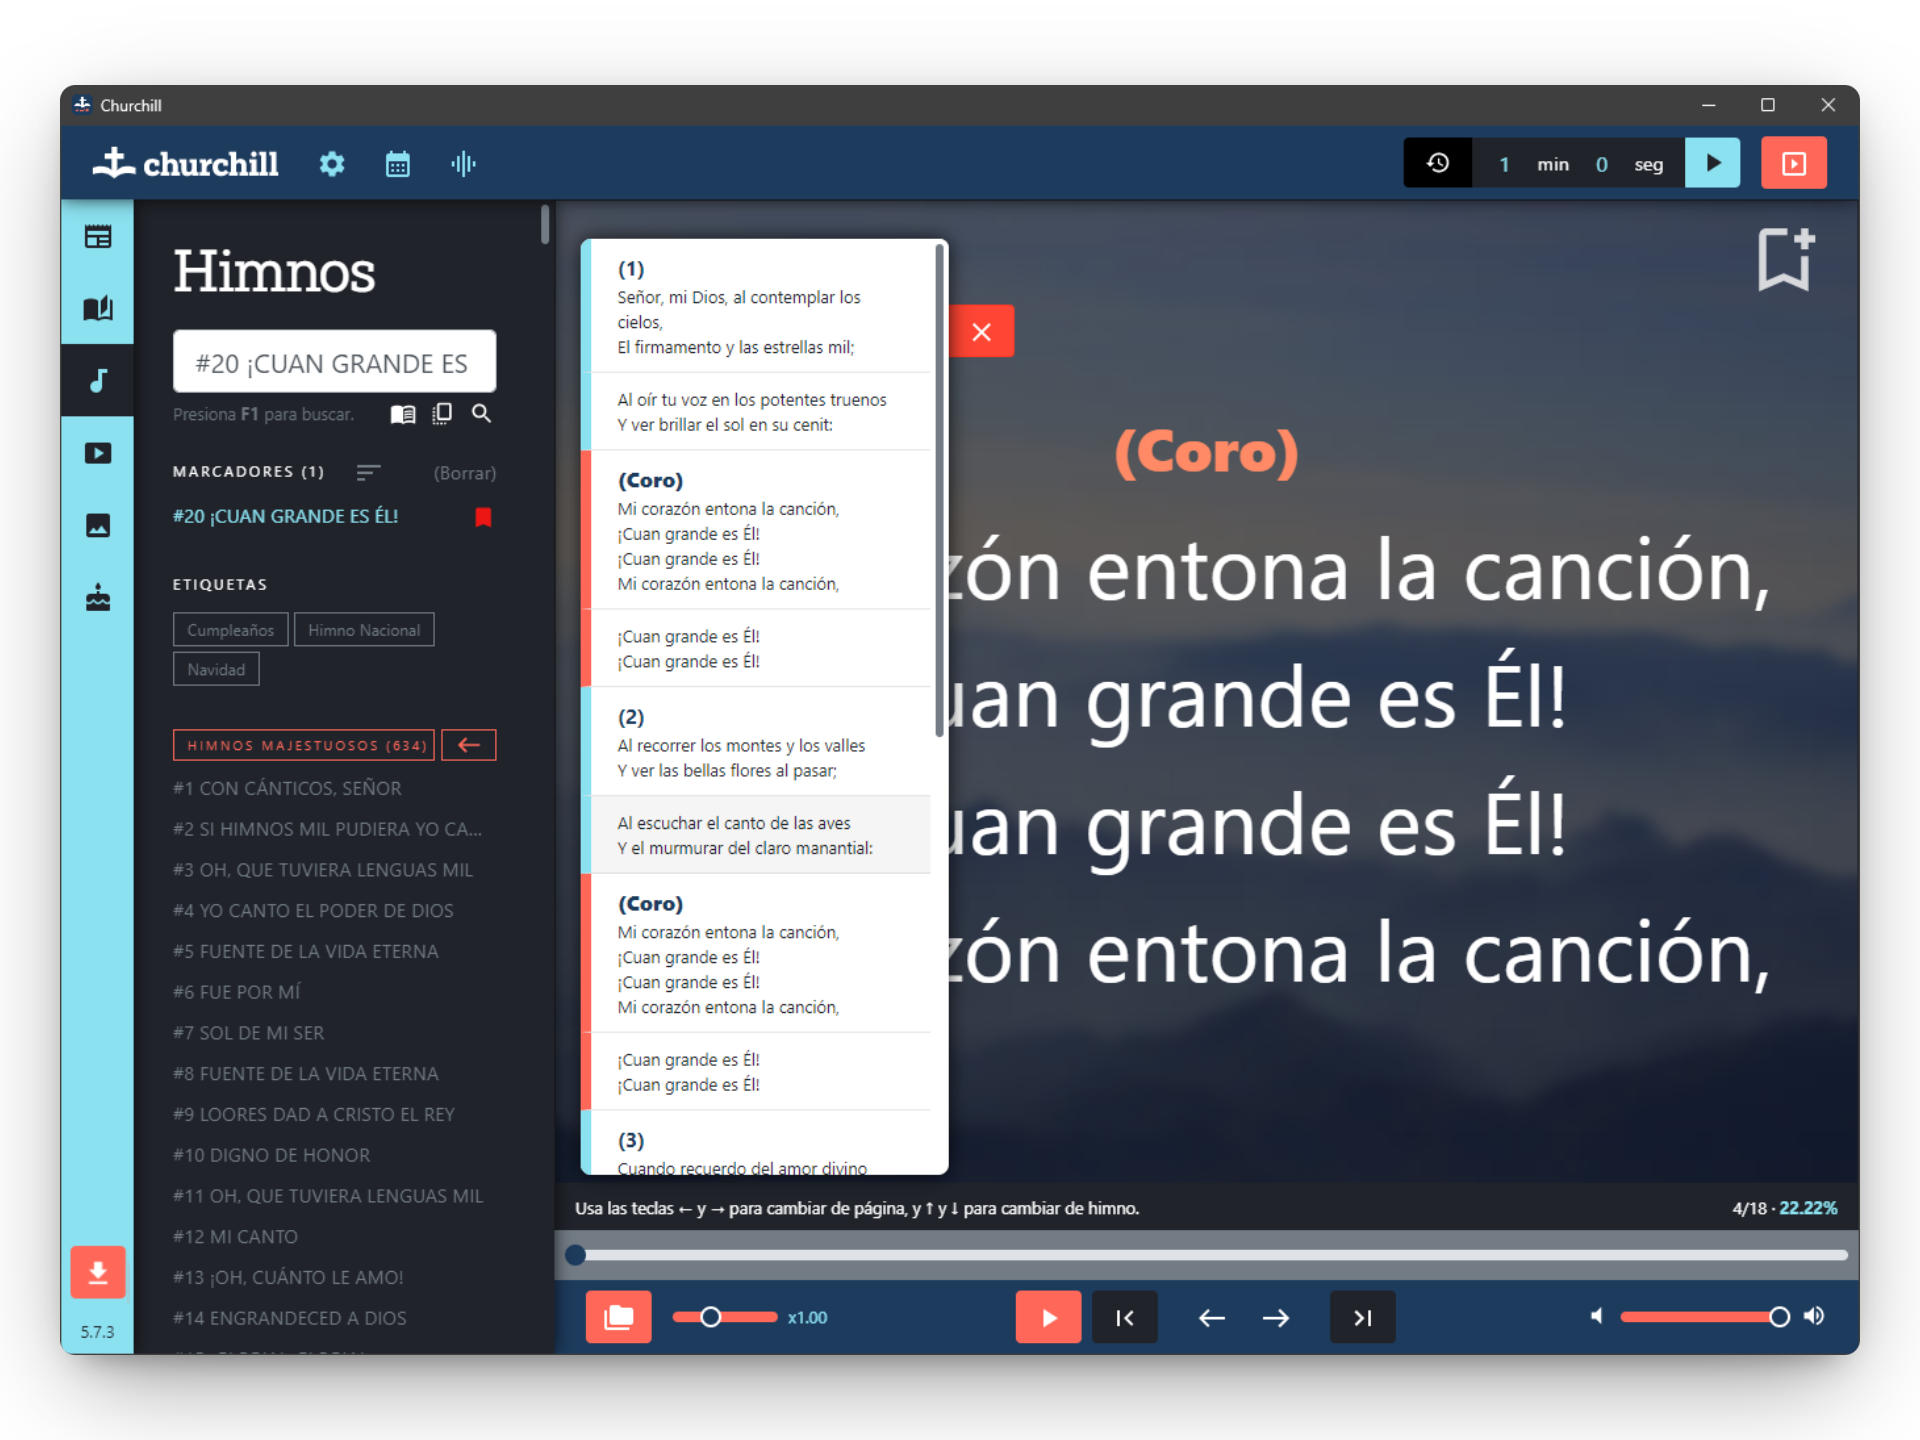 Churchill
churchill
1 min 0 seg
Himnos
#20 ¡CUAN GRANDE ES
Presiona F1 para buscar.
MARCADORES (1)
(Borrar)
#20 ¡CUAN GRANDE ES ÉL!
ETIQUETAS
Cumpleaños
Himno Nacional
Navidad
HIMNOS MAJESTUOSOS (634)
#1 CON CÁNTICOS, SEÑOR
#2 SI HIMNOS MIL PUDIERA YO CA...
#3 OH, QUE TUVIERA LENGUAS MIL
#4 YO CANTO EL PODER DE DIOS
#5 FUENTE DE LA VIDA ETERNA
#6 FUE POR MÍ
#7 SOL DE MI SER
#8 FUENTE DE LA VIDA ETERNA
#9 LOORES DAD A CRISTO EL REY
#10 DIGNO DE HONOR
#11 OH, QUE TUVIERA LENGUAS MIL
#12 MI CANTO
#13 ¡OH, CUÁNTO LE AMO!
#14 ENGRANDECED A DIOS
5.7.3
(1)
Señor, mi Dios, al contemplar los
cielos,
El firmamento y las estrellas mil;
Al oír tu voz en los potentes truenos
Y ver brillar el sol en su cenit:
(Coro)
Mi corazón entona la canción,
¡Cuan grande es Él!
¡Cuan grande es Él!
Mi corazón entona la canción,
¡Cuan grande es Él!
¡Cuan grande es Él!
(2)
Al recorrer los montes y los valles
Y ver las bellas flores al pasar;
Al escuchar el canto de las aves
Y el murmurar del claro manantial:
(Coro)
Mi corazón entona la canción,
¡Cuan grande es Él!
¡Cuan grande es Él!
Mi corazón entona la canción,
¡Cuan grande es Él!
¡Cuan grande es Él!
(3)
Cuando recuerdo del amor divino
(Coro)
zón entona la canción,
uan grande es Él!
uan grande es Él!
zón entona la canción,
Usa las teclas ← y → para cambiar de página, y ↑ y ↓ para cambiar de himno.
4/18 · 22.22%
x1.00